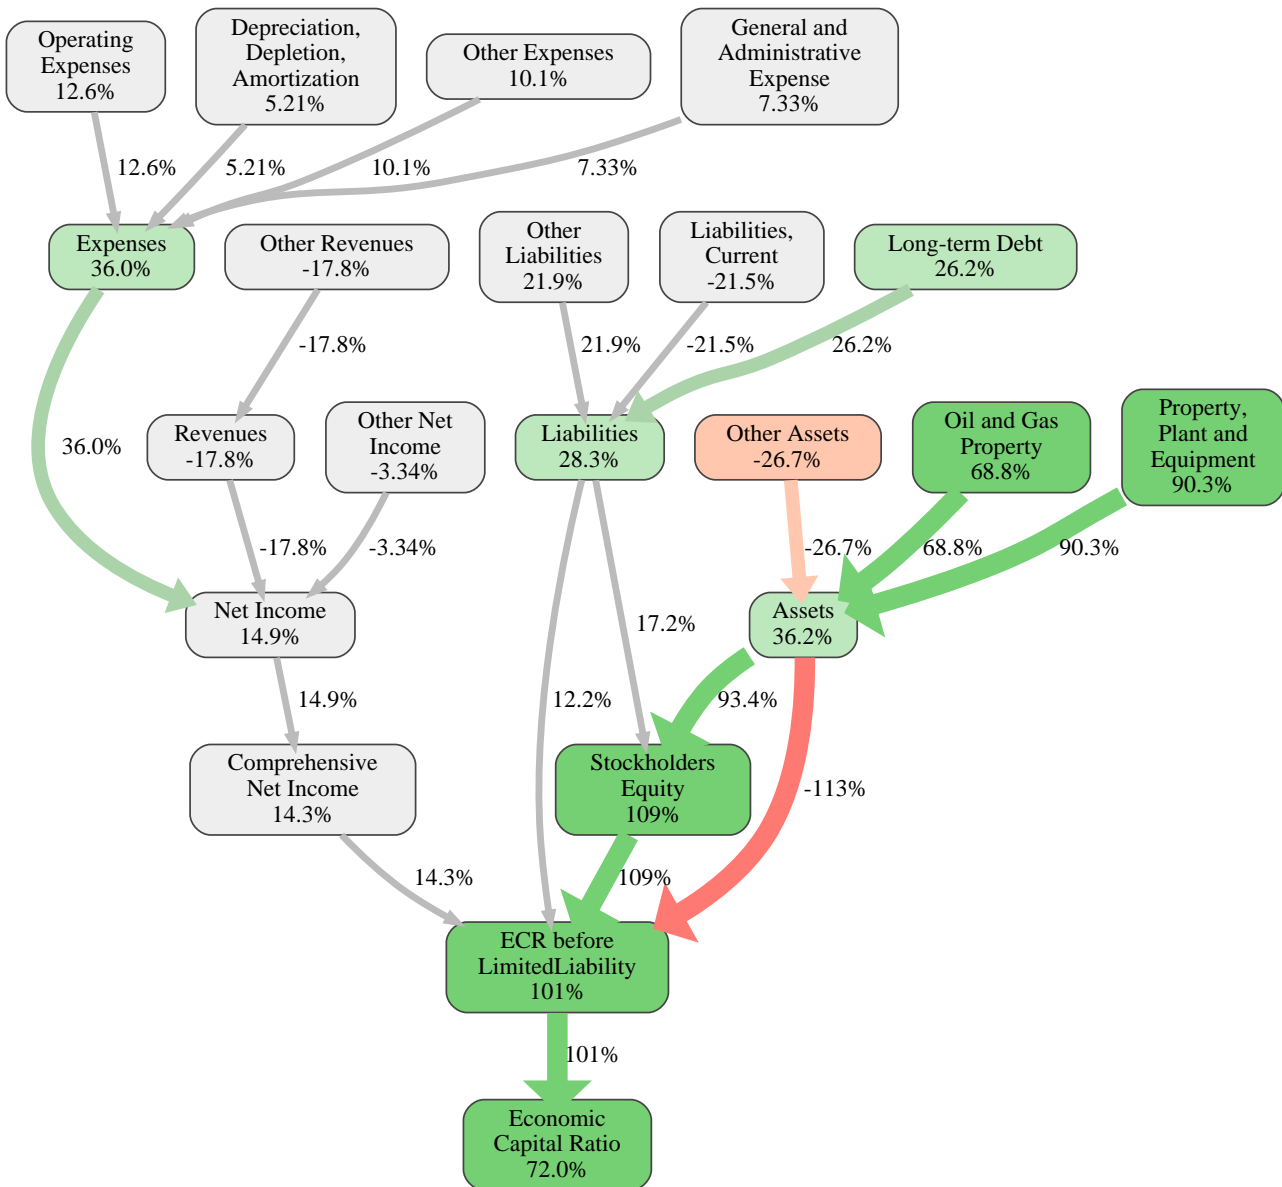 Operating
Expenses
12.6%
Depreciation,
Depletion,
Amortization
5.21%
Other Expenses
10.1%
General and
Administrative
Expense
7.33%
12.6%
5.21%
10.1%
7.33%
Expenses
36.0%
Other Revenues
-17.8%
Other
Liabilities
21.9%
Liabilities,
Current
-21.5%
Long-term Debt
26.2%
-17.8%
21.9%
-21.5%
26.2%
36.0%
Revenues
-17.8%
Other Net
Income
-3.34%
Liabilities
28.3%
Other Assets
-26.7%
Oil and Gas
Property
68.8%
Property,
Plant and
Equipment
90.3%
-17.8%
-3.34%
-26.7%
68.8%
90.3%
Net Income
14.9%
17.2%
Assets
36.2%
14.9%
12.2%
93.4%
Comprehensive
Net Income
14.3%
Stockholders
Equity
109%
-113%
14.3%
109%
ECR before
LimitedLiability
101%
101%
Economic
Capital Ratio
72.0%